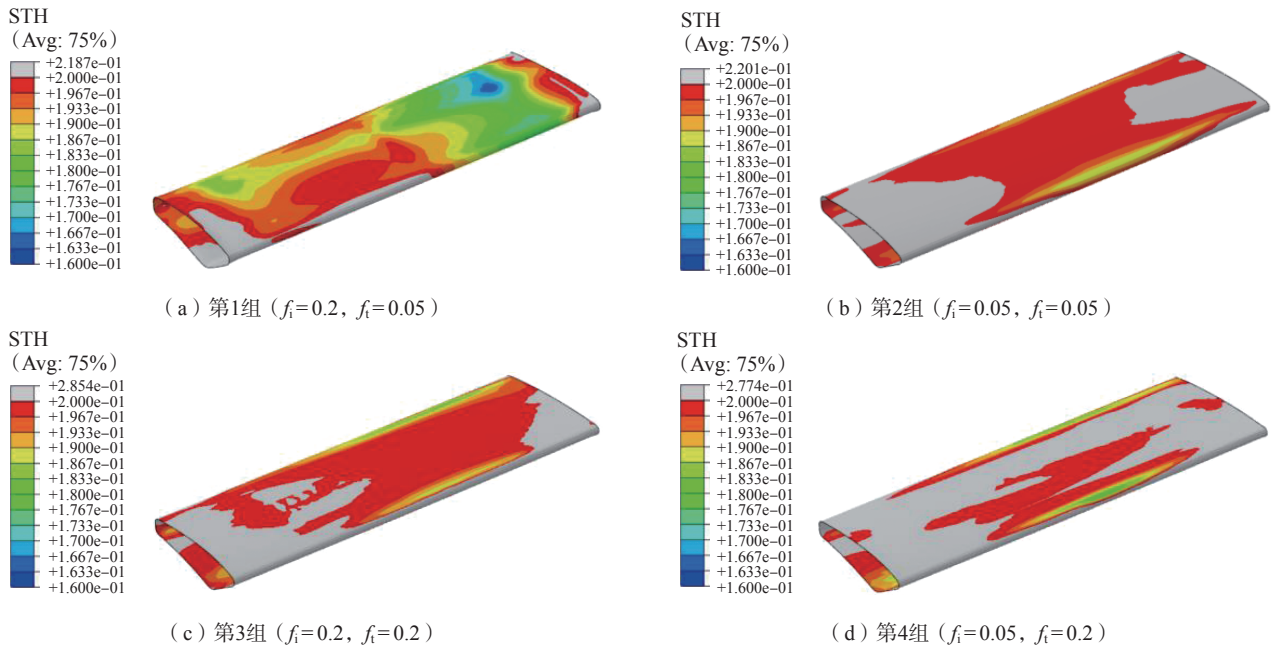 STH
(Avg: 75%)
+2.187e−01
+2.000e−01
+1.967e−01
+1.933e−01
+1.900e−01
+1.867e−01
+1.833e−01
+1.800e−01
+1.767e−01
+1.733e−01
+1.700e−01
+1.667e−01
+1.633e−01
+1.600e−01
(a)第1组(fi=0.2, ft=0.05)
STH
(Avg: 75%)
+2.201e−01
+2.000e−01
+1.967e−01
+1.933e−01
+1.900e−01
+1.867e−01
+1.833e−01
+1.800e−01
+1.767e−01
+1.733e−01
+1.700e−01
+1.667e−01
+1.633e−01
+1.600e−01
(b)第2组(fi=0.05, ft=0.05)
STH
(Avg: 75%)
+2.854e−01
+2.000e−01
+1.967e−01
+1.933e−01
+1.900e−01
+1.867e−01
+1.833e−01
+1.800e−01
+1.767e−01
+1.733e−01
+1.700e−01
+1.667e−01
+1.633e−01
+1.600e−01
(c)第3组(fi=0.2, ft=0.2)
STH
(Avg: 75%)
+2.774e−01
+2.000e−01
+1.967e−01
+1.933e−01
+1.900e−01
+1.867e−01
+1.833e−01
+1.800e−01
+1.767e−01
+1.733e−01
+1.700e−01
+1.667e−01
+1.633e−01
+1.600e−01
(d)第4组(fi=0.05, ft=0.2)